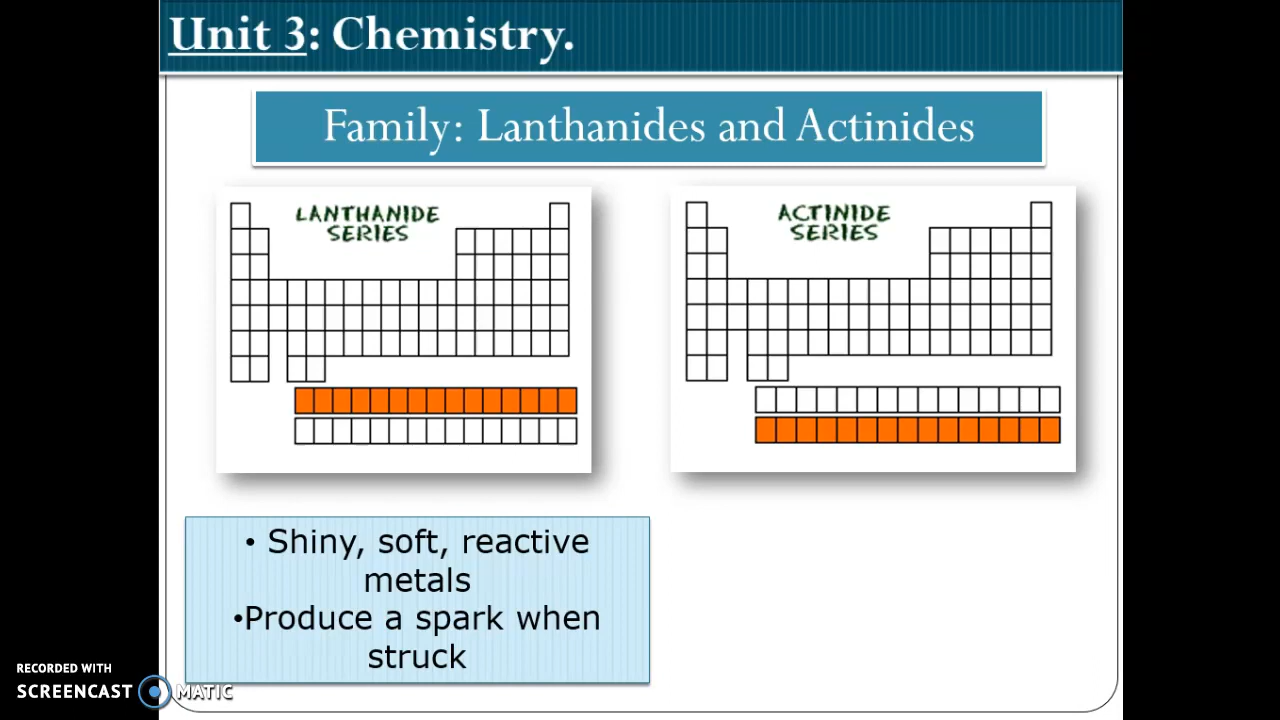 Unit 3: Chemistry.
Family: Lanthanides and Actinides
LANTHANIDE
SERIES
ACTINIDE
SERIES
• Shiny, soft, reactive
metals
•Produce a spark when
struck
RECORDED WITH
SCREENCAST MATIC